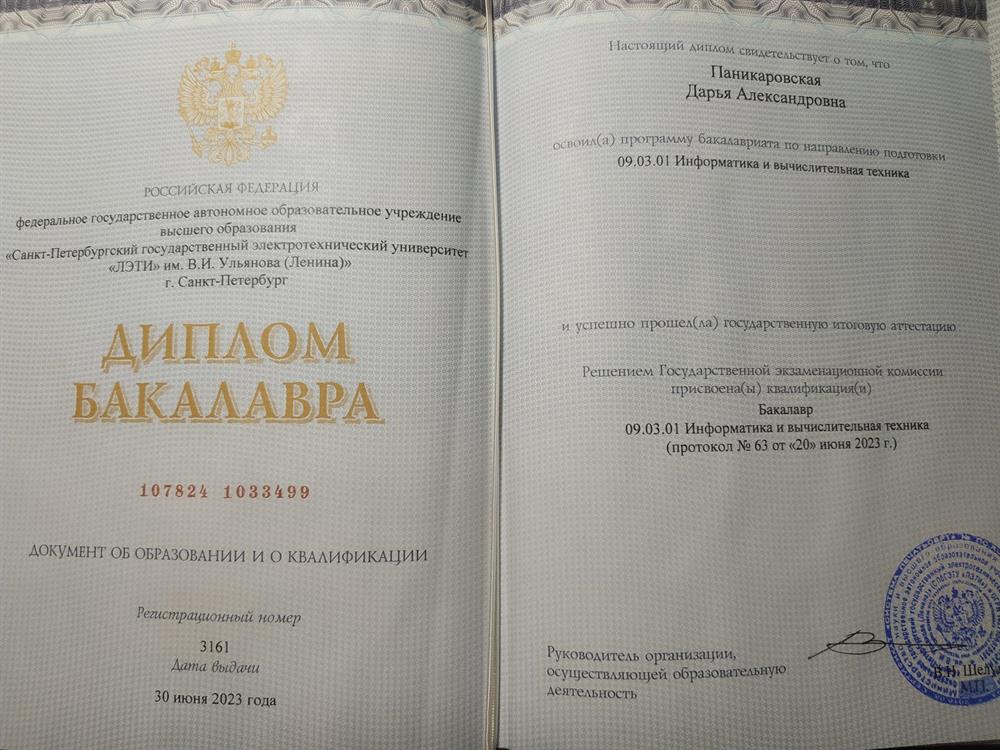 РОССИЙСКАЯ ФЕДЕРАЦИЯ
федеральное государственное автономное образовательное учреждение
высшего образования
«Санкт-Петербургский государственный электротехнический университет
«ЛЭТИ» им. В.И. Ульянова (Ленина)»
г. Санкт-Петербург
ДИПЛОМ
БАКАЛАВРА
107824 1033499
ДОКУМЕНТ ОБ ОБРАЗОВАНИИ И О КВАЛИФИКАЦИИ
Регистрационный номер
3161
Дата выдачи
30 июня 2023 года
Настоящий диплом свидетельствует о том, что
Паникаровская
Дарья Александровна
освоил(а) программу бакалавриата по направлению подготовки
09.03.01 Информатика и вычислительная техника
и успешно прошел(ла) государственную итоговую аттестацию
Решением Государственной экзаменационной комиссии
присвоена(ы) квалификация(и)
Бакалавр
09.03.01 Информатика и вычислительная техника
(протокол № 63 от «20» июня 2023 г.)
Руководитель организации,
осуществляющей образовательную
деятельность
В.Н. Шелу
М.П.